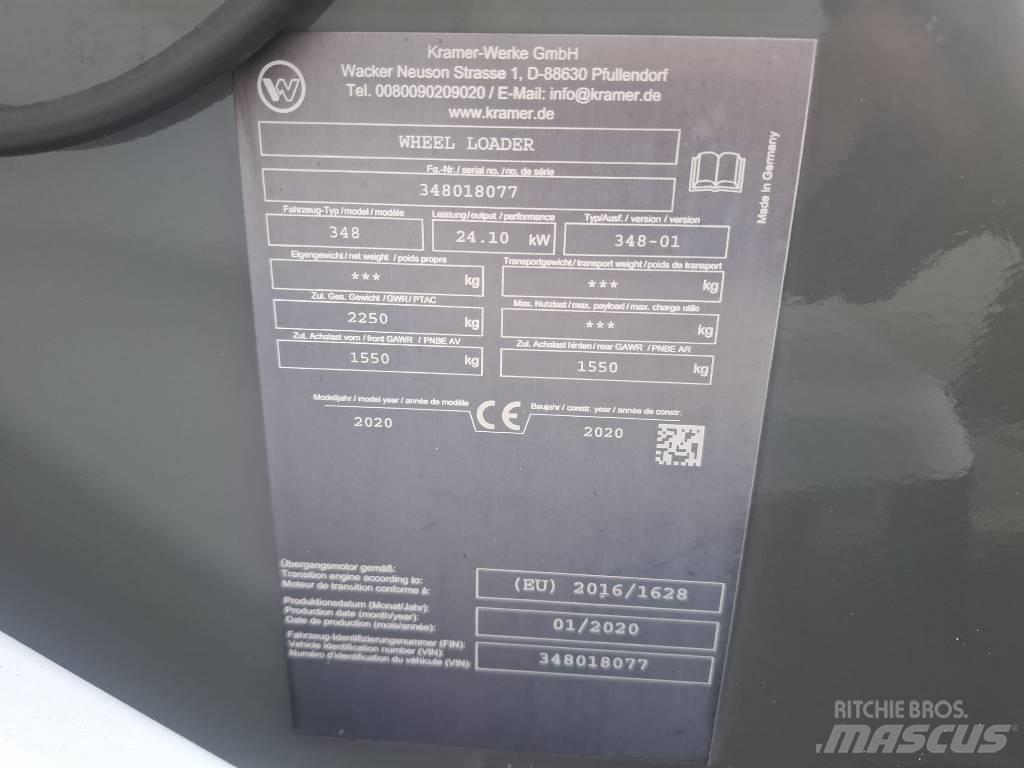 Kramer-Werke GmbH
Wacker Neuson Strasse 1, D-88630 Pfullendorf
Tel. 0080090209020 / E-Mail: info@kramer.de
www.kramer.de
WHEEL LOADER
Fg.-Nr./ serial no. / no. de série
348018077
Made in Germany
Fahrzeug-Typ / model / modèle
348
Leistung/output / performance
24.10 kW
Typ/Ausf. / version / version
348-01
Eigengewicht / net weight / poids propre
*** kg
Transportgewicht / transport weight / poids de transport
*** kg
Zul. Ges. Gewicht / GWR / PTAC
2250 kg
Max. Nutzlast / max. payload / max. charge utile
*** kg
Zul. Achslast vorn / front GAWR / PNBE AV
1550 kg
Zul. Achslast hinten / rear GAWR / PNBE AR
1550 kg
Modelljahr / model year / année de modèle
2020
CE
Baujahr / constr. year / année de constr.
2020
Übergangsmotor gemäß:
Transition engine according to:
Moteur de transition conforme à:
(EU) 2016/1628
Produktionsdatum (Monat/Jahr):
Production date (month/year):
Date de production (mois/année):
01/2020
Fahrzeug-Identifizierungsnummer (FIN):
Vehicle identification number (VIN):
Numéro d'identification du véhicule (VIN):
348018077
RITCHIE BROS.
MASCUS